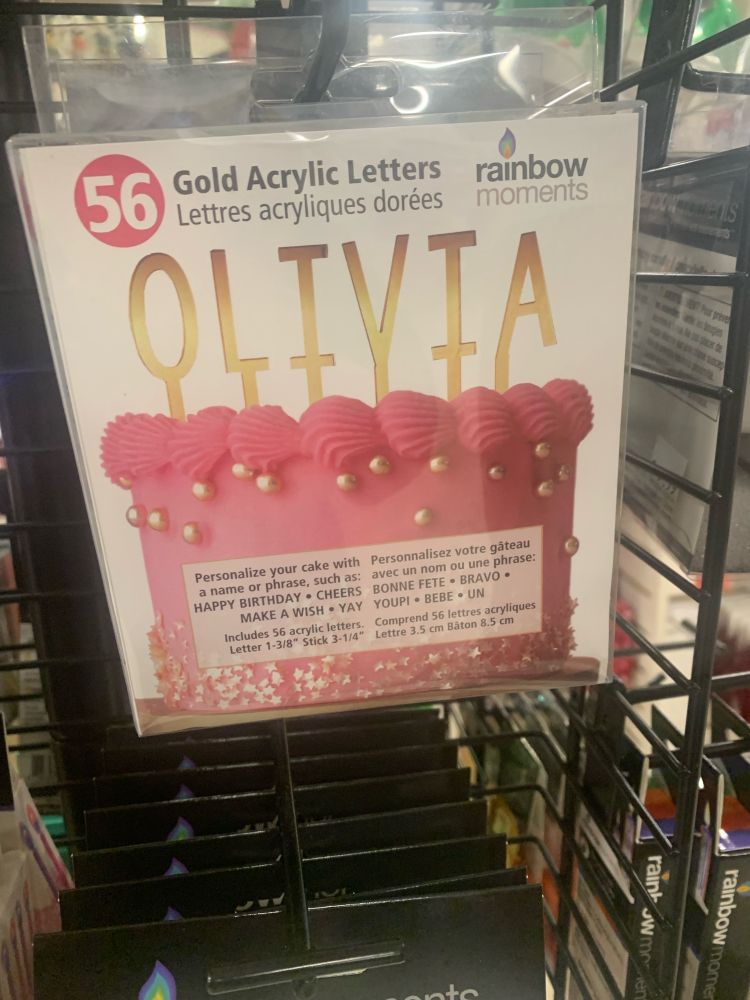 56
Gold Acrylic Letters
Lettres acryliques dorées
rainbow
moments
OLIVIA
Personalize your cake with
a name or phrase, such as:
HAPPY BIRTHDAY • CHEERS
MAKE A WISH • YAY
Includes 56 acrylic letters.
Letter 1-3/8" Stick 3-1/4"
Personnalisez votre gâteau
avec un nom ou une phrase:
BONNE FETE • BRAVO •
YOUPI • BEBE • UN
Comprend 56 lettres acryliques
Lettre 3.5 cm Bâton 8.5 cm
rainbow
rainbow